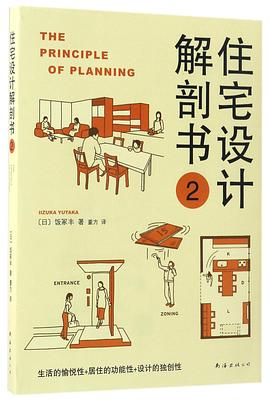 THE
PRINCIPLE
OF PLANNING
住宅设计
解剖书
2
IIZUKA YUTAKA
〔日〕饭冢丰 著 董方 译
15
ENTRANCE
ZONING
生活的愉悦性+居住的功能性+设计的独创性
南海出版公司
住宅设计解剖书
2